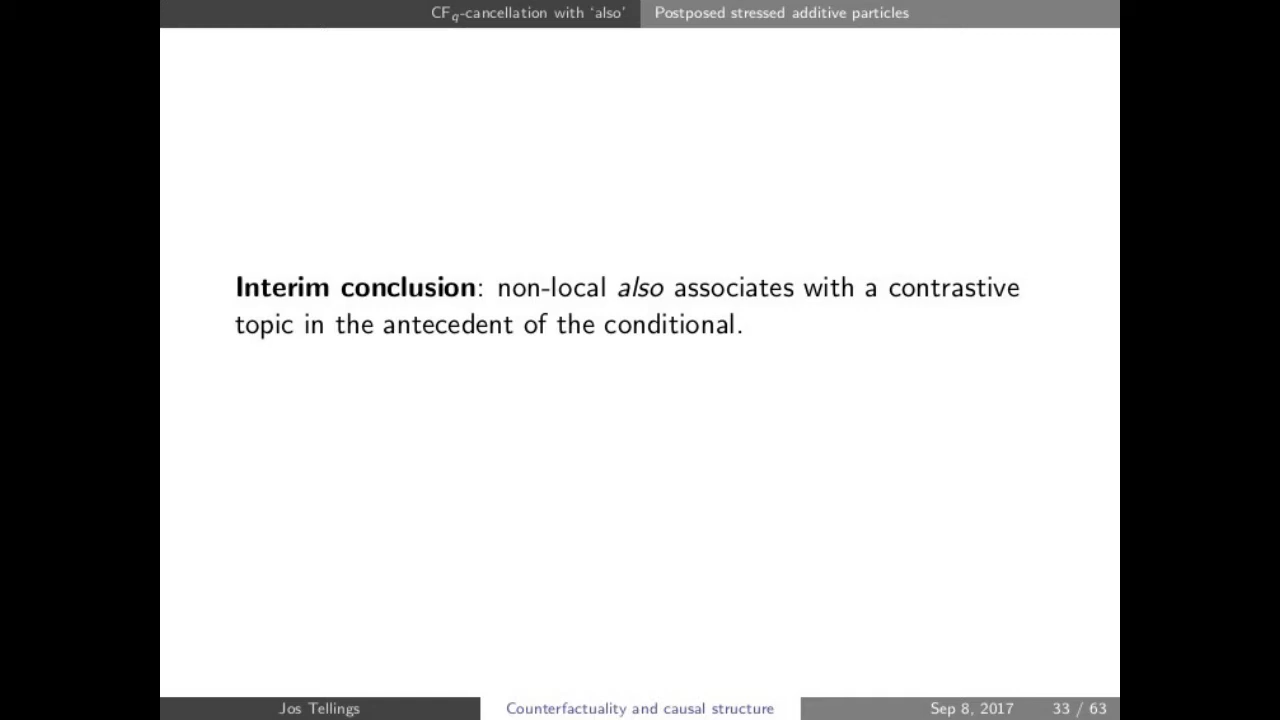 CFq-cancellation with ‘also’ Postposed stressed additive particles
Interim conclusion: non-local also associates with a contrastive
topic in the antecedent of the conditional.
Jos Tellings Counterfactuality and causal structure Sep 8, 2017 33 / 63